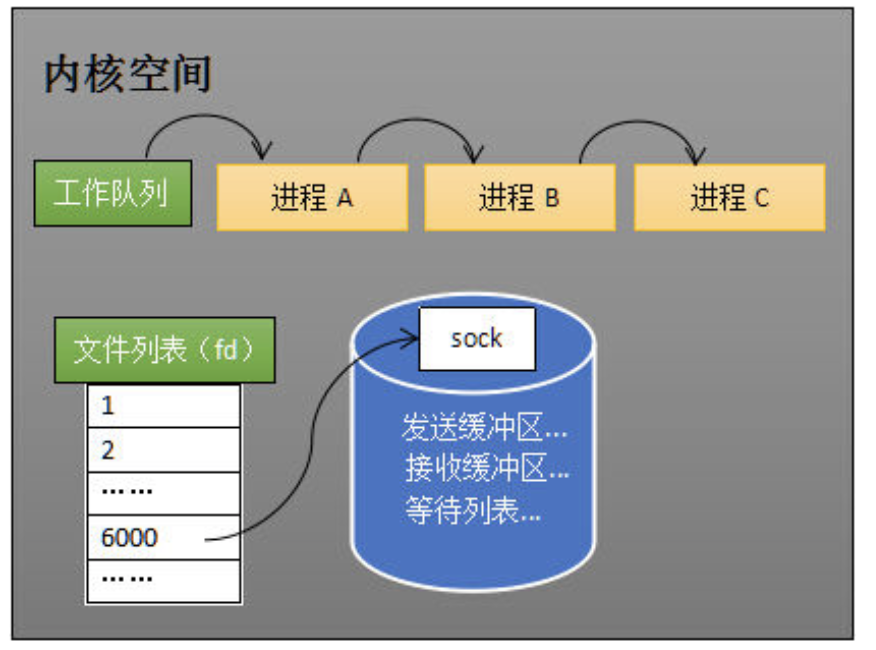 内核空间
工作队列
进程 A
进程 B
进程 C
文件列表（fd）
1
2
……
6000
……
sock
发送缓冲区...
接收缓冲区...
等待列表...